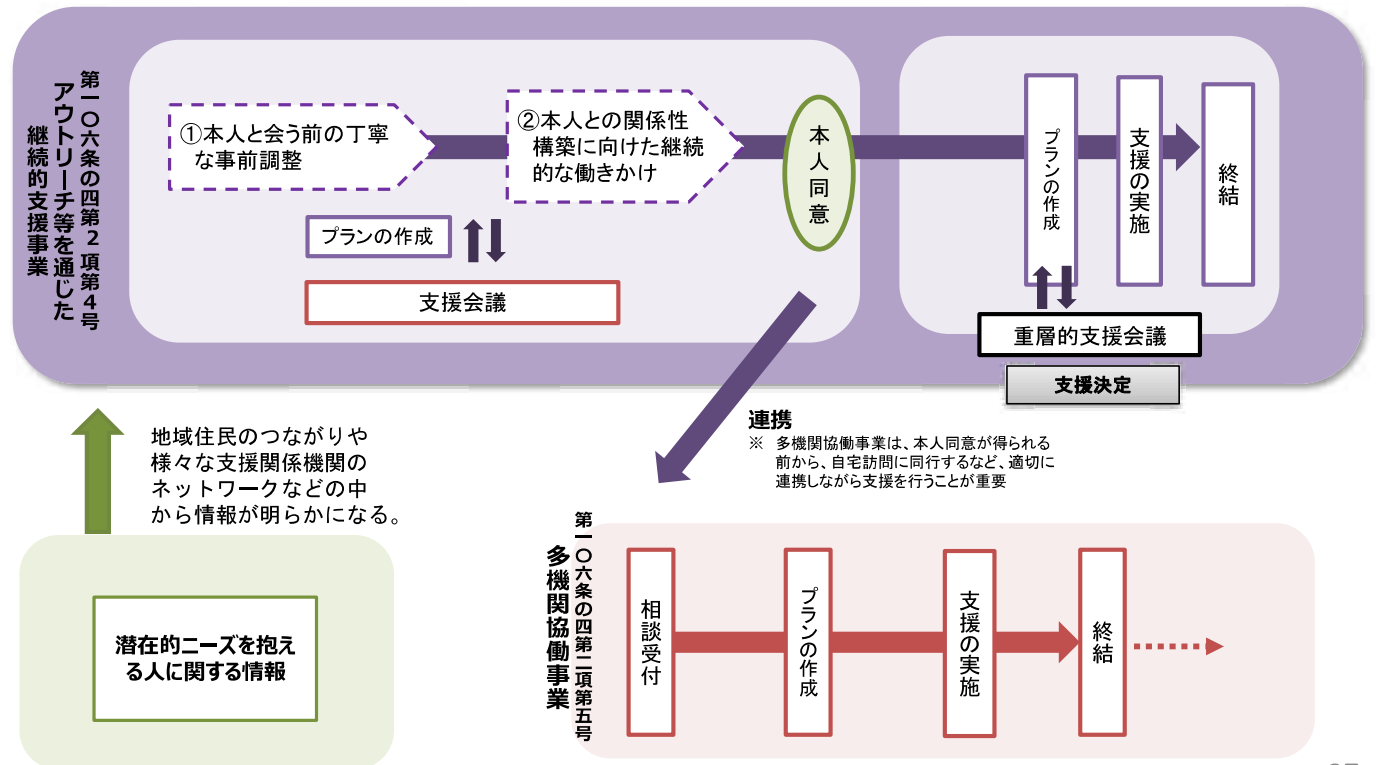 第一〇六条の四第２項第４号
アウトリーチ等を通じた
継続的支援事業
①本人と会う前の丁寧
な事前調整
②本人との関係性
構築に向けた継続
的な働きかけ
本人同意
プランの作成
支援会議
プランの作成
支援の実施
終結
重層的支援会議
支援決定
地域住民のつながりや
様々な支援関係機関の
ネットワークなどの中
から情報が明らかになる。
連携
※ 多機関協働事業は、本人同意が得られる
前から、自宅訪問に同行するなど、適切に
連携しながら支援を行うことが重要
潜在的ニーズを抱え
る人に関する情報
第一〇六条の四第二項第五号
多機関協働事業
相談受付
プランの作成
支援の実施
終結